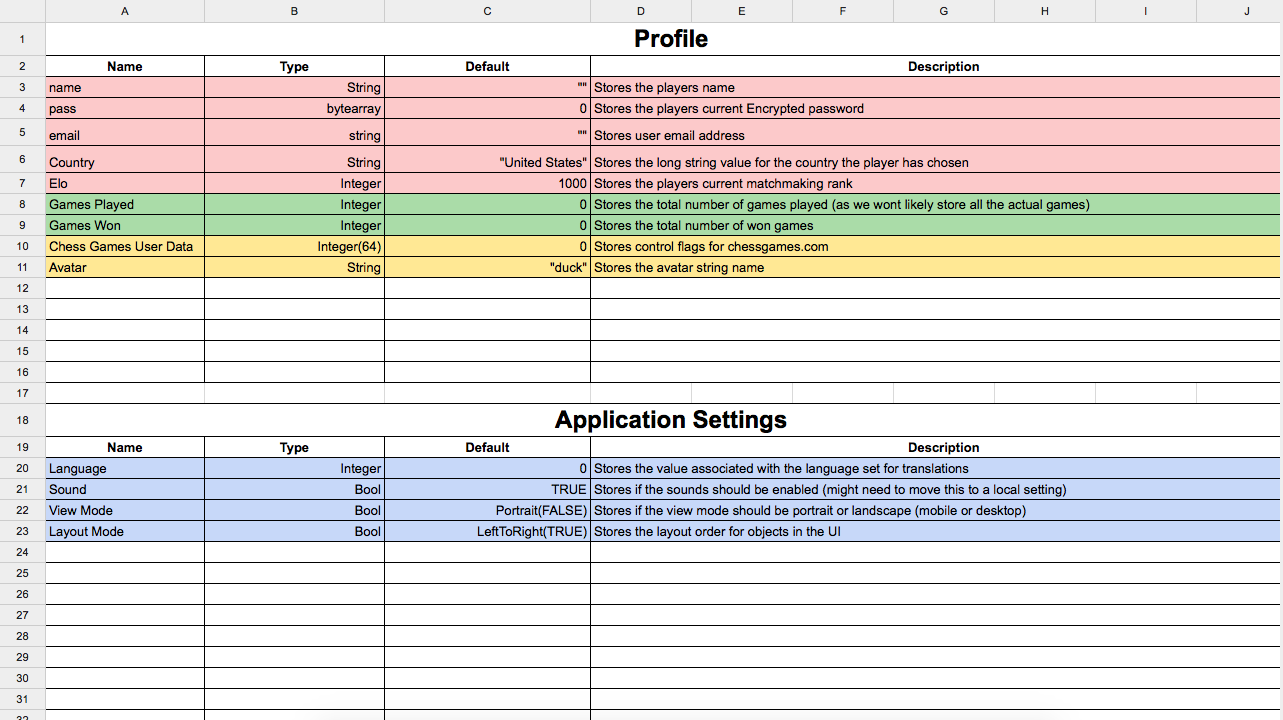 A B C D E F G H I J
1 Profile
2 Name Type Default Description
3 name String "" Stores the players name
4 pass bytearray 0 Stores the players current Encrypted password
5 email string "" Stores user email address
6 Country String "United States" Stores the long string value for the country the player has chosen
7 Elo Integer 1000 Stores the players current matchmaking rank
8 Games Played Integer 0 Stores the total number of games played (as we wont likely store all the actual games)
9 Games Won Integer 0 Stores the total number of won games
10 Chess Games User Data Integer(64) 0 Stores control flags for chessgames.com
11 Avatar String "duck" Stores the avatar string name
12
13
14
15
16
17
18 Application Settings
19 Name Type Default Description
20 Language Integer 0 Stores the value associated with the language set for translations
21 Sound Bool TRUE Stores if the sounds should be enabled (might need to move this to a local setting)
22 View Mode Bool Portrait(FALSE) Stores if the view mode should be portrait or landscape (mobile or desktop)
23 Layout Mode Bool LeftToRight(TRUE) Stores the layout order for objects in the UI
24
25
26
27
28
29
30
31
32